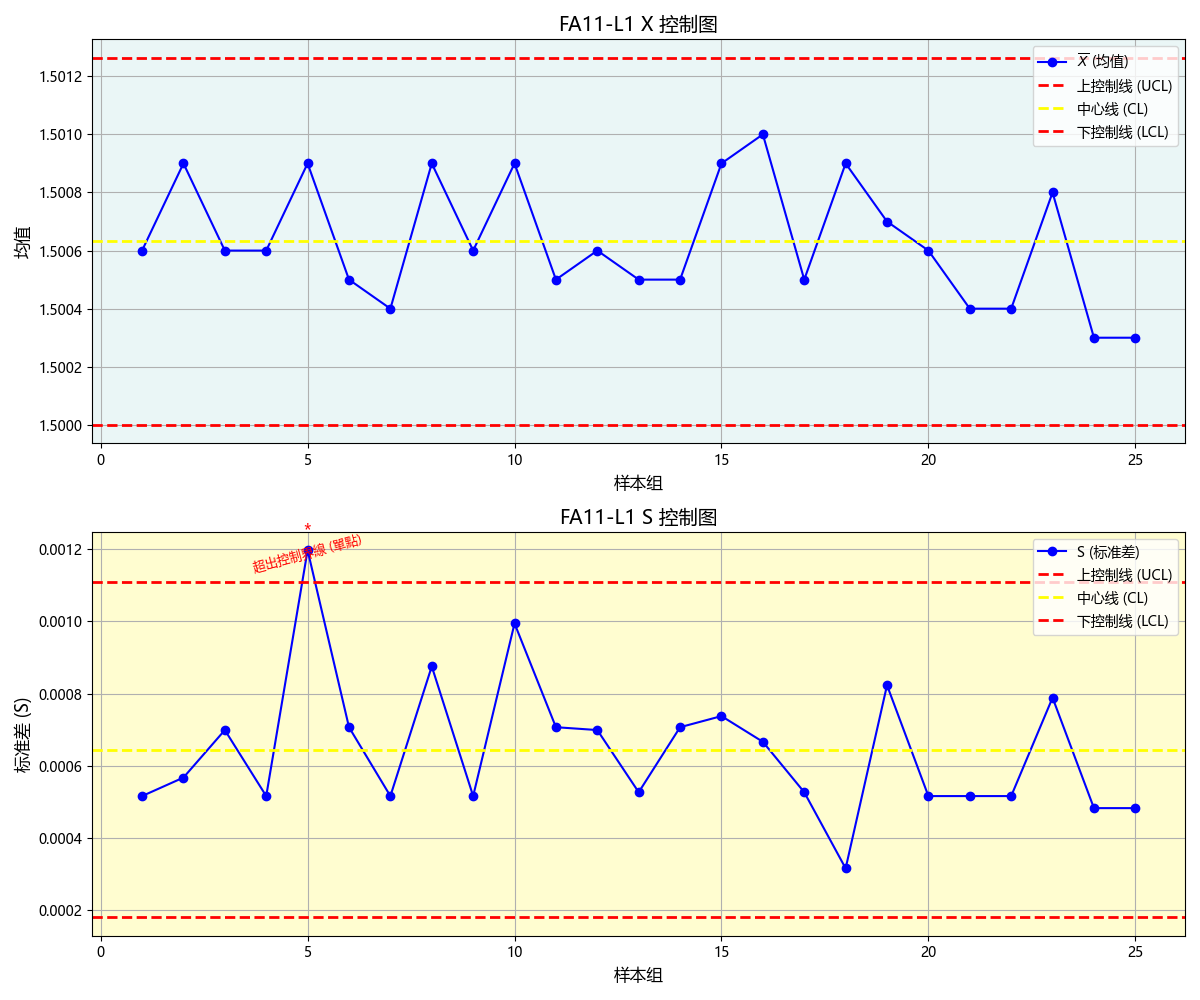 FA11-L1 X 控制图
均值
1.5012
1.5010
1.5008
1.5006
1.5004
1.5002
1.5000
X̅ (均值)
上控制线 (UCL)
中心线 (CL)
下控制线 (LCL)
0 5 10 15 20 25
样本组
FA11-L1 S 控制图
*
超出控制界線 (單點)
标准差 (S)
0.0012
0.0010
0.0008
0.0006
0.0004
0.0002
S (标准差)
上控制线 (UCL)
中心线 (CL)
下控制线 (LCL)
0 5 10 15 20 25
样本组